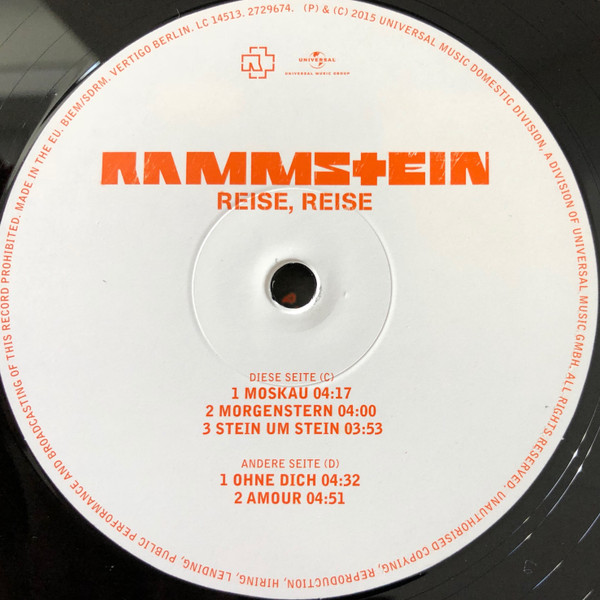 MADE IN THE EU. BIEM/SDRM. VERTIGO BERLIN. LC 14513. 2729674. (P) & (C) 2015 UNIVERSAL MUSIC DOMESTIC DIVISION, A DIVISION OF UNIVERSAL MUSIC GMBH. ALL RIGHTS RESERVED. UNAUTHORISED COPYING, REPRODUCTION, HIRING, LENDING, PUBLIC PERFORMANCE AND BROADCASTING OF THIS RECORD PROHIBITED.
UNIVERSAL
UNIVERSAL MUSIC GROUP
RAMMSTEIN
REISE, REISE
DIESE SEITE (C)
1 MOSKAU 04:17
2 MORGENSTERN 04:00
3 STEIN UM STEIN 03:53
ANDERE SEITE (D)
1 OHNE DICH 04:32
2 AMOUR 04:51